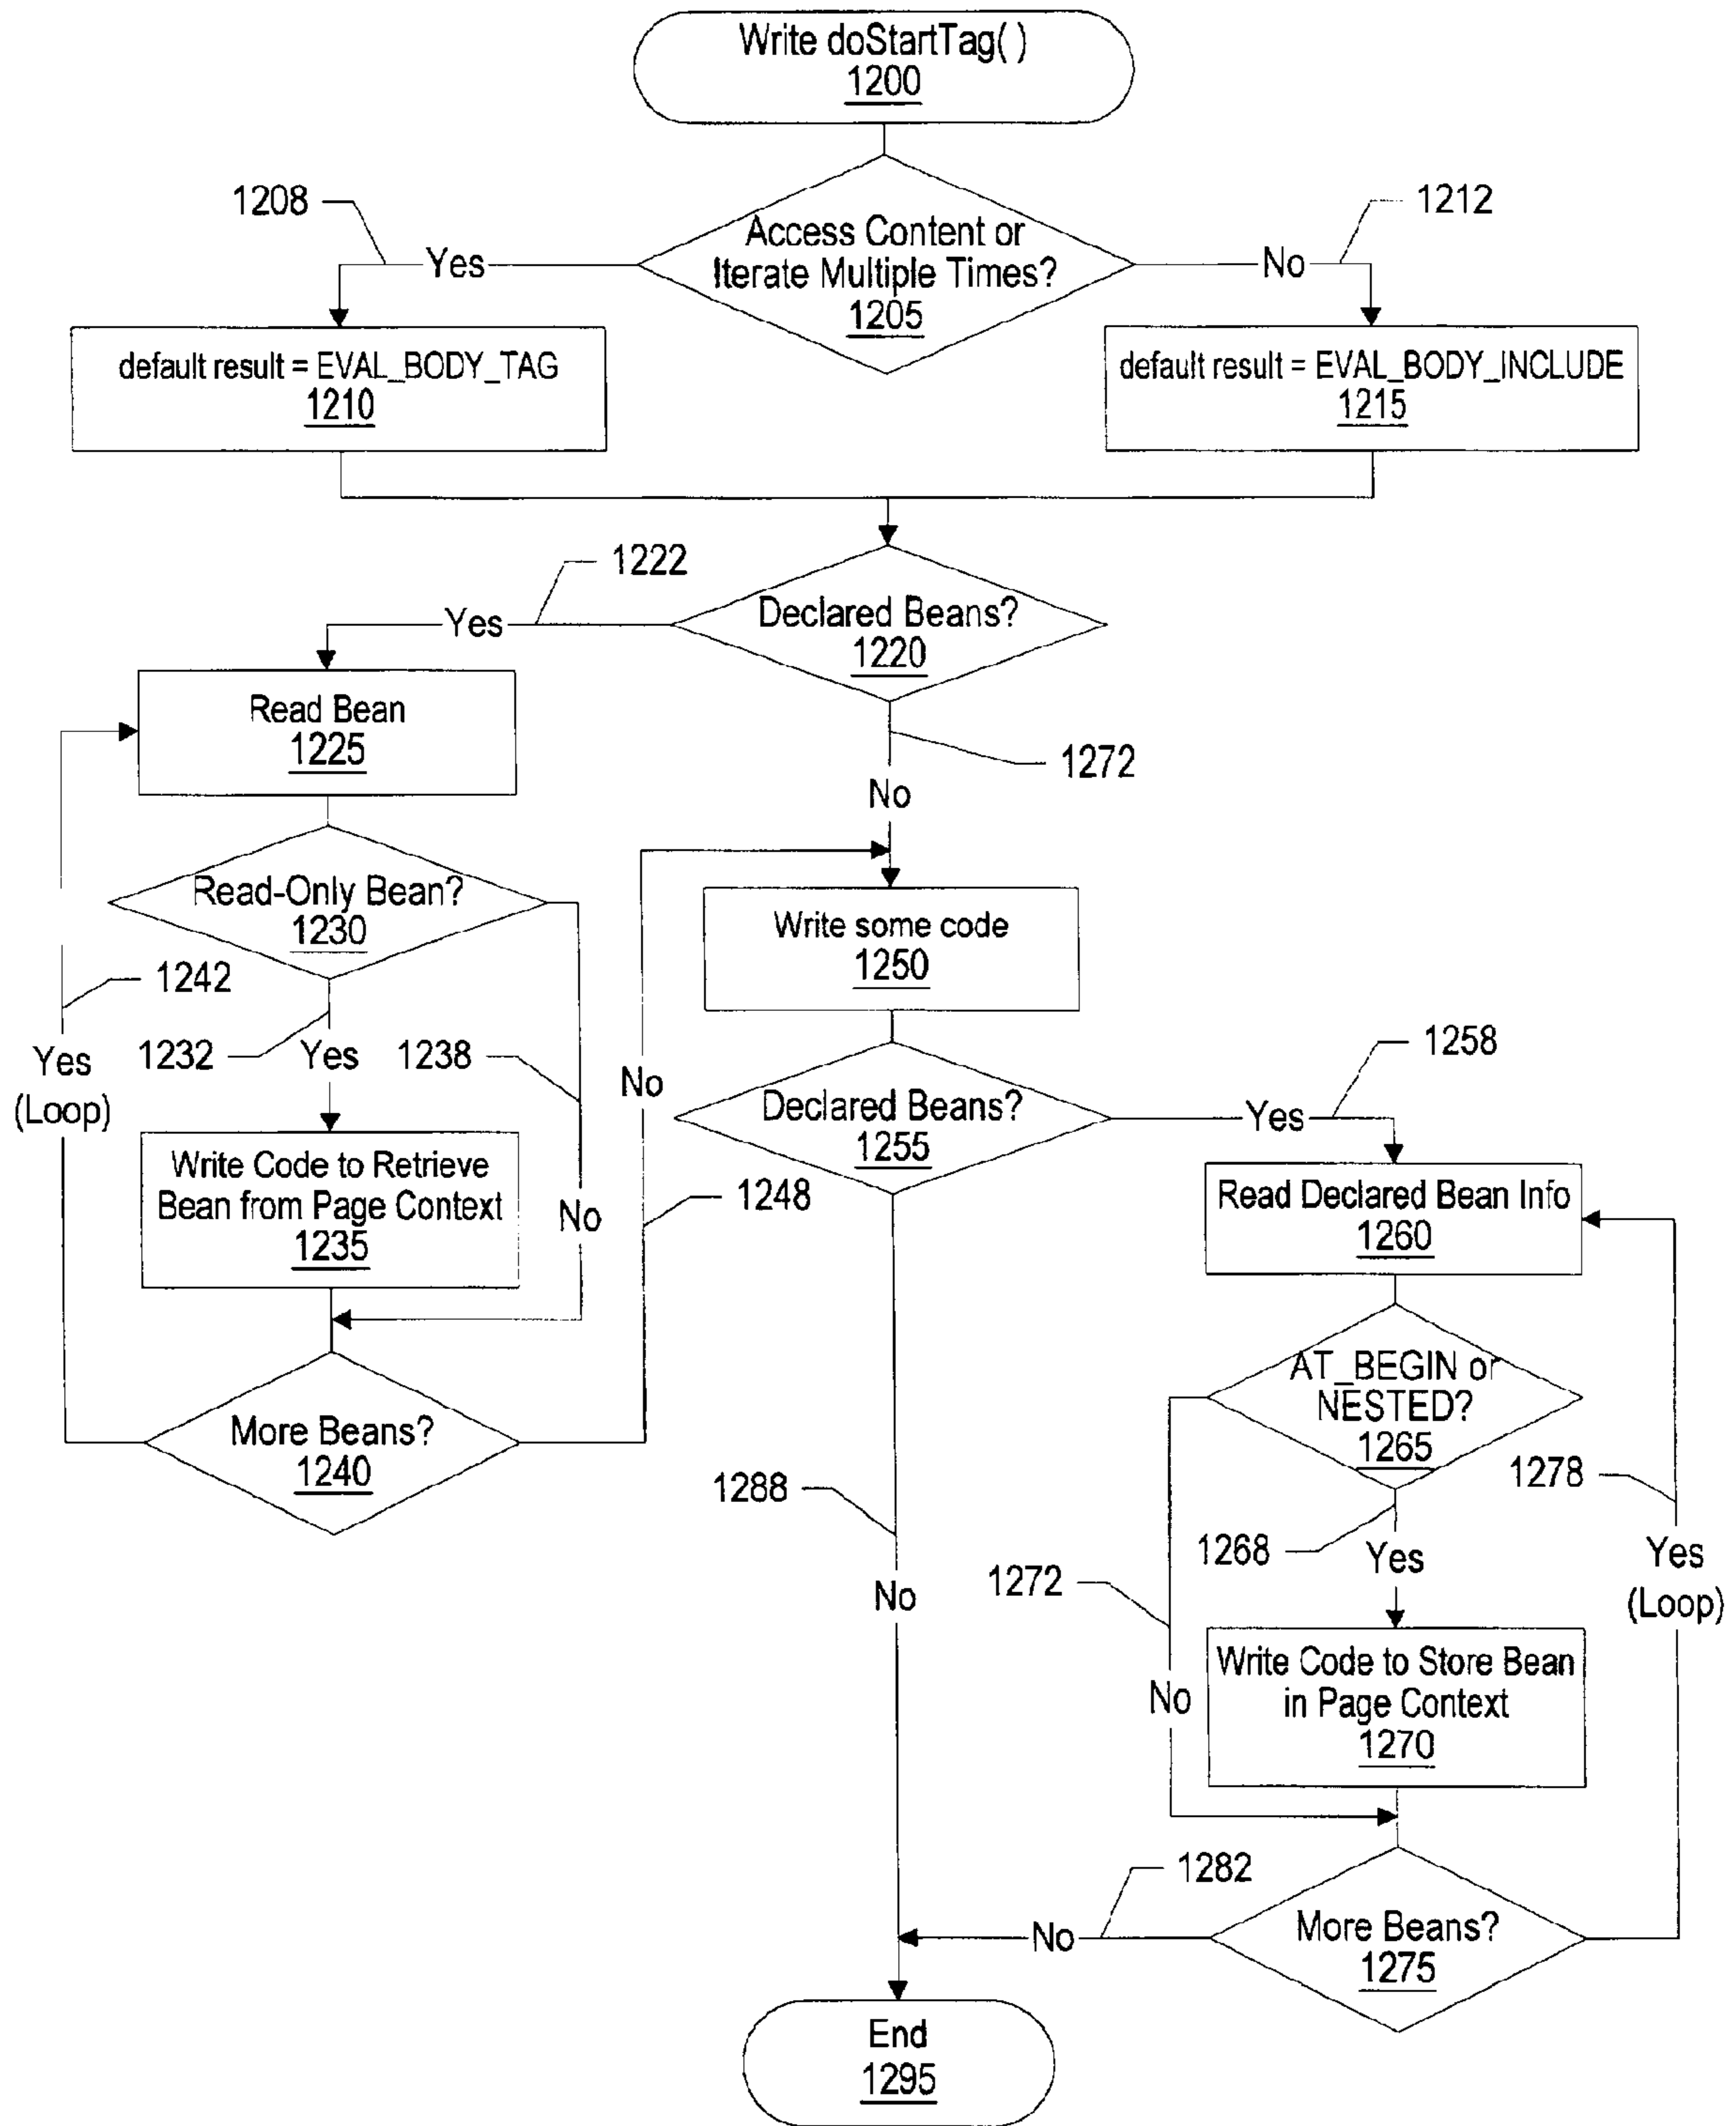 Write doStartTag( )
1200
1208
1212
Access Content or
Iterate Multiple Times?
1205
Yes
No
default result = EVAL_BODY_TAG
1210
default result = EVAL_BODY_INCLUDE
1215
1222
Declared Beans?
1220
Yes
Read Bean
1225
1272
No
Read-Only Bean?
1230
Write some code
1250
1242
1232
Yes
1238
Yes
(Loop)
No
1258
Declared Beans?
1255
Yes
Write Code to Retrieve
Bean from Page Context
1235
No
1248
Read Declared Bean Info
1260
AT_BEGIN or
NESTED?
1265
More Beans?
1240
1288
1278
1268
Yes
Yes
(Loop)
1272
No
No
Write Code to Store Bean
in Page Context
1270
1282
No
More Beans?
1275
End
1295